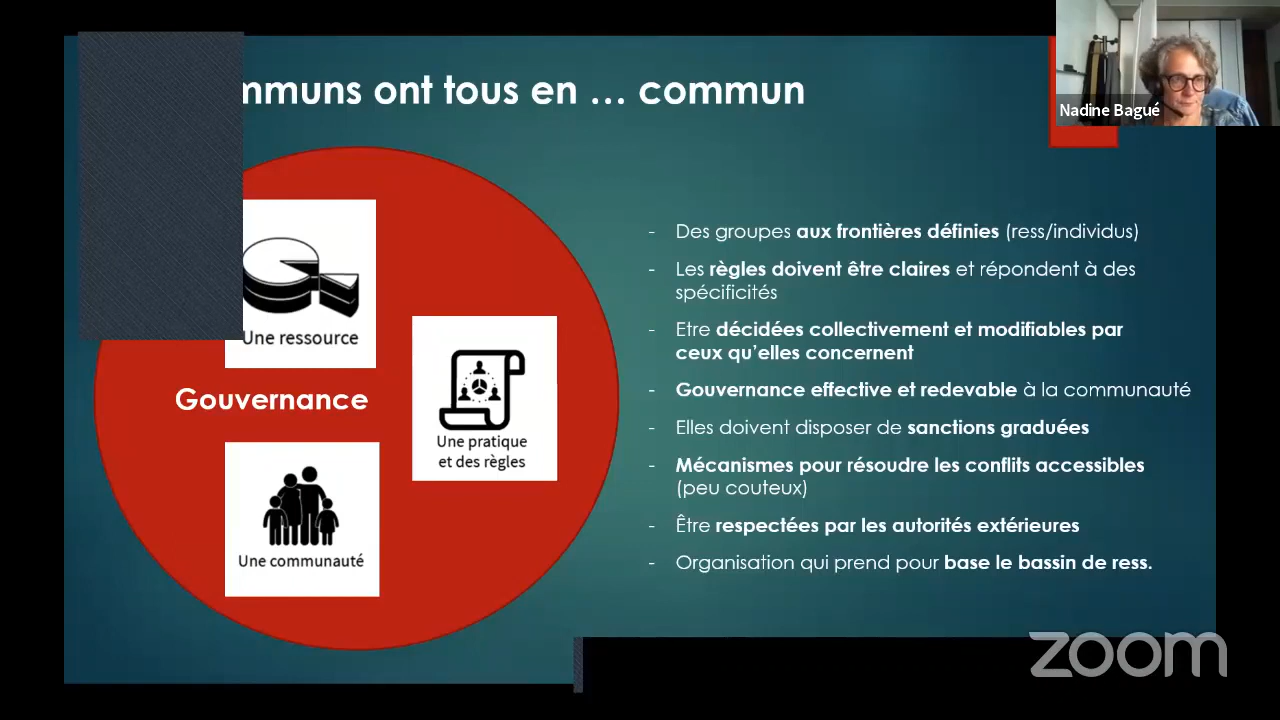 mmuns ont tous en … commun
Nadine Bagué
Une ressource
Gouvernance
Une pratique
et des règles
Une communauté
- Des groupes aux frontières définies (ress/individus)
- Les règles doivent être claires et répondent à des
spécificités
- Etre décidées collectivement et modifiables par
ceux qu’elles concernent
- Gouvernance effective et redevable à la communauté
- Elles doivent disposer de sanctions graduées
- Mécanismes pour résoudre les conflits accessibles
(peu couteux)
- Être respectées par les autorités extérieures
- Organisation qui prend pour base le bassin de ress.
zoom